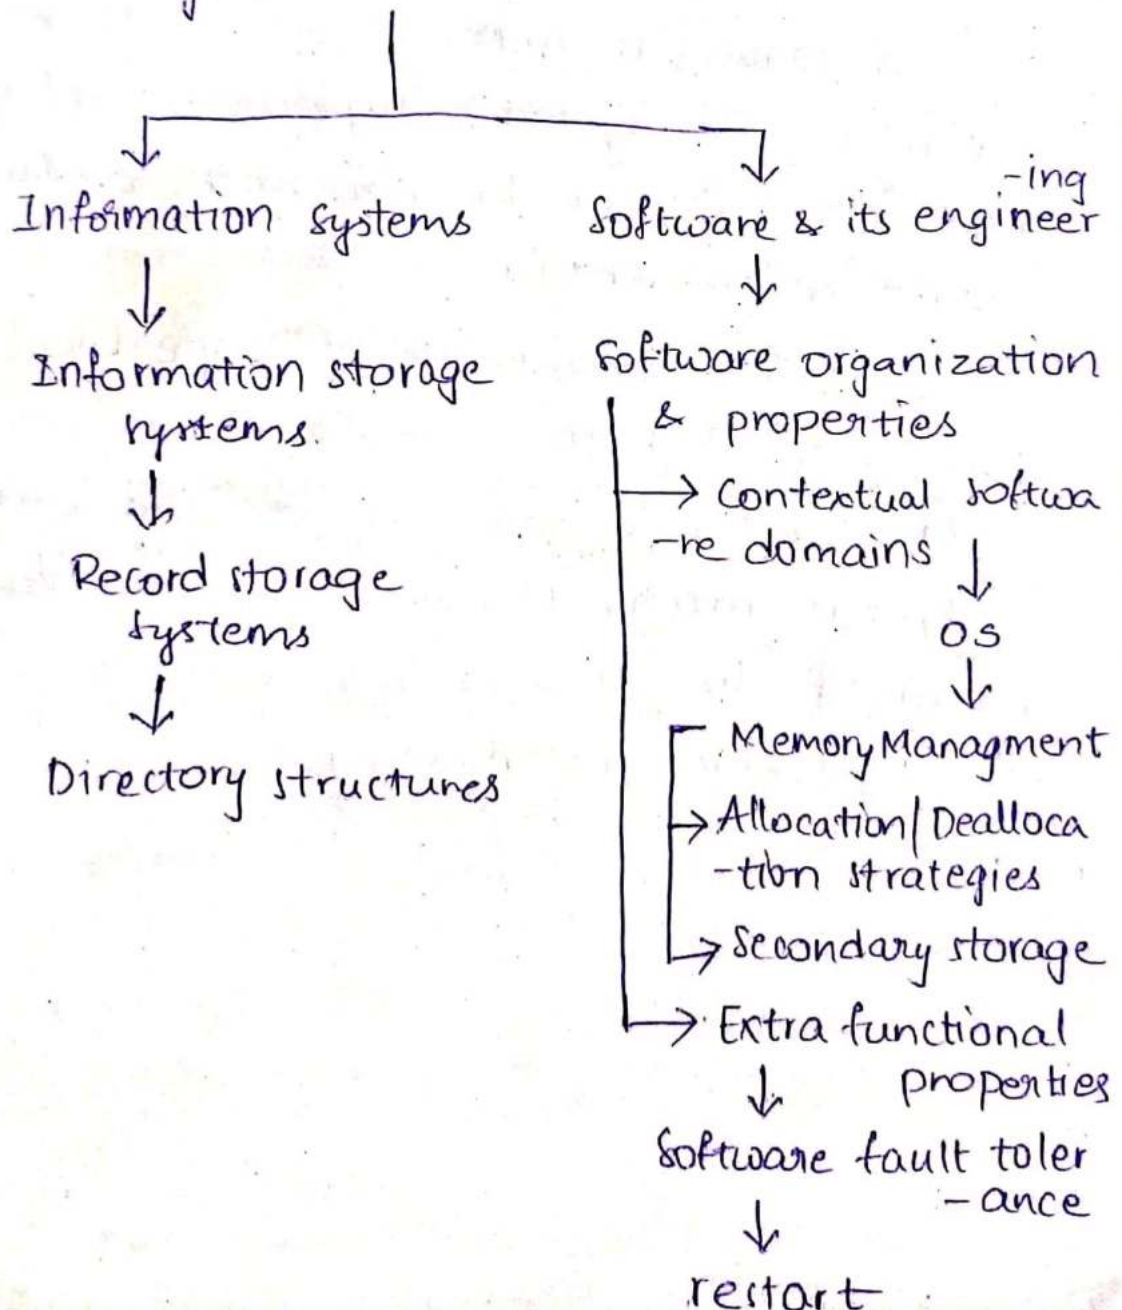 Information systems
Information storage
systems.
Record storage
systems
Directory structures
-ing
Software & its engineer
Software organization
& properties
Contextual softwa
-re domains
OS
Memory Managment
Allocation/Dealloca
-tion strategies
Secondary storage
Extra functional
properties
Software fault toler
-ance
restart